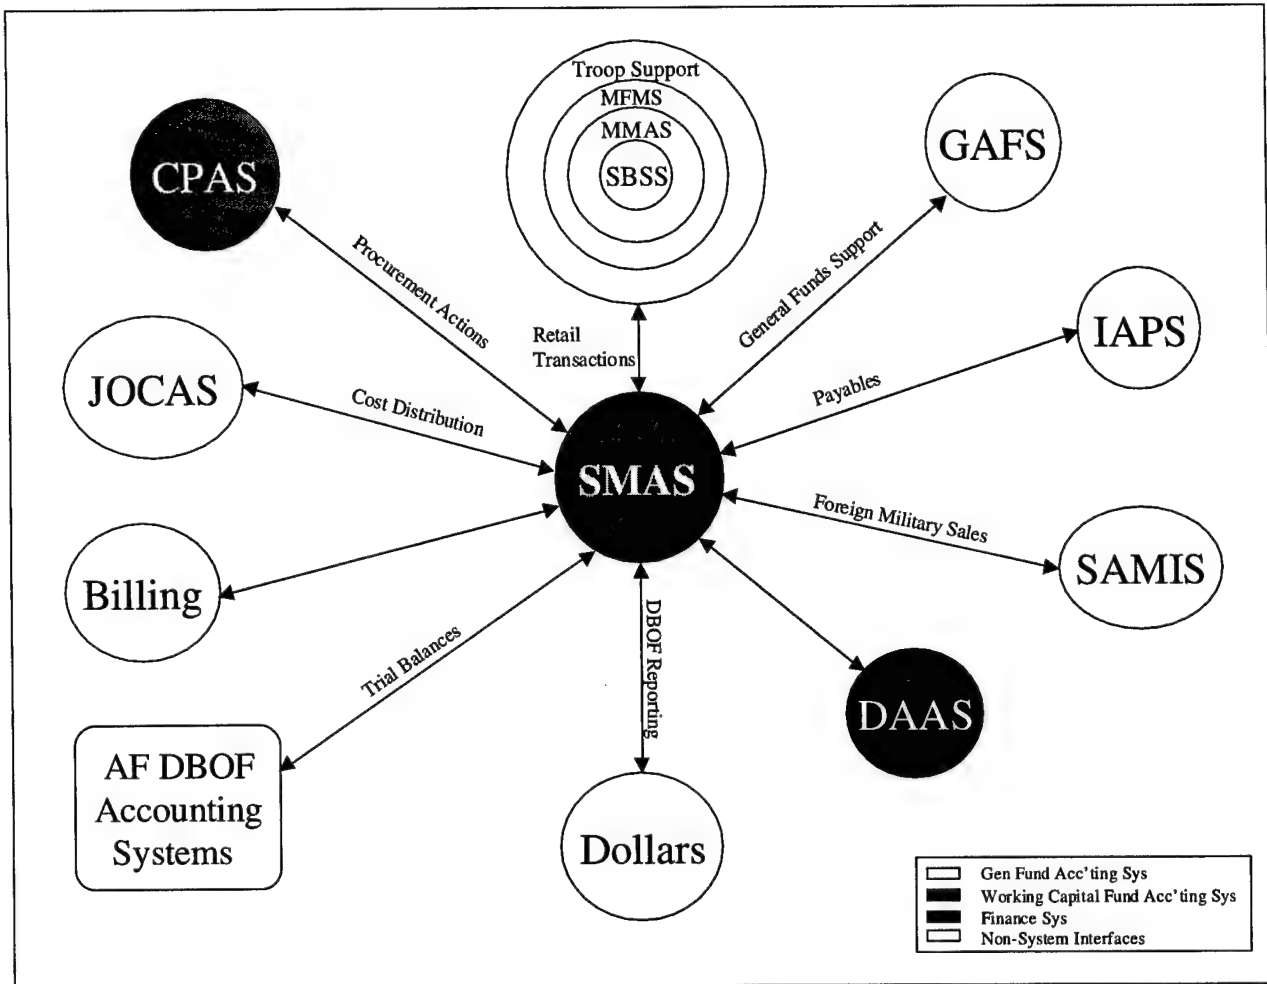 Troop Support
MFMS
MMAS
SBSS
CPAS
GAFS
Procurement Actions
Retail
Transactions
General Funds Support
IAPS
JOCAS
Cost Distribution
Payables
SMAS
Foreign Military Sales
SAMIS
Billing
Trial Balances
DBOF Reporting
DAAS
AF DBOF
Accounting
Systems
Dollars
Gen Fund Acc'ting Sys
Working Capital Fund Acc'ting Sys
Finance Sys
Non-System Interfaces